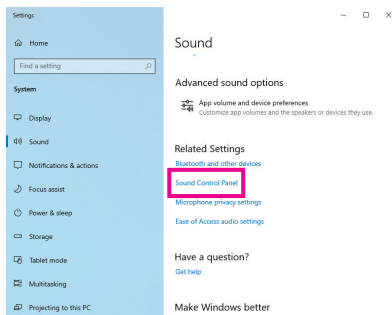 Settings
Home
Find a setting
System
Display
Sound
Notifications & actions
Focus assist
Power & sleep
Storage
Tablet mode
Multitasking
Projecting to this PC
Sound
Advanced sound options
App volume and device preferences
Customize app volumes and the speakers or devices they use.
Related Settings
Bluetooth and other devices
Sound Control Panel
Microphone privacy settings
Ease of Access audio settings
Have a question?
Get help
Make Windows better